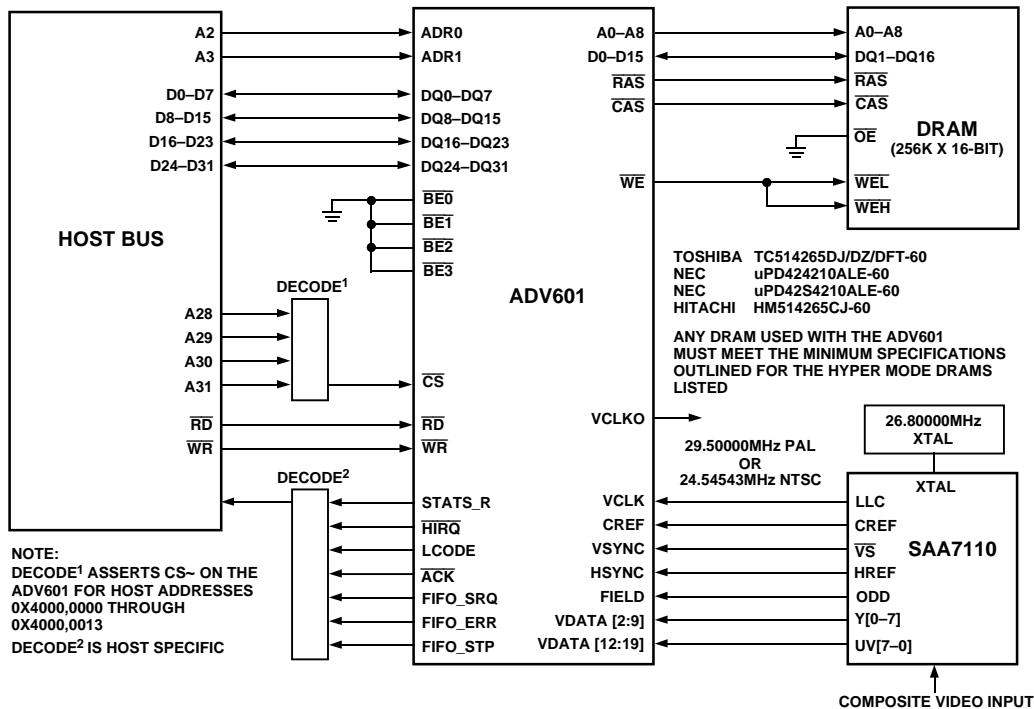 HOST BUS
A2
A3
D0–D7
D8–D15
D16–D23
D24–D31
A28
A29
A30
A31
RD
WR
DECODE1
DECODE2
ADV601
ADR0
ADR1
DQ0–DQ7
DQ8–DQ15
DQ16–DQ23
DQ24–DQ31
BE0
BE1
BE2
BE3
CS
RD
WR
STATS_R
HIRQ
LCODE
ACK
FIFO_SRQ
FIFO_ERR
FIFO_STP
A0–A8
D0–D15
RAS
CAS
WE
VCLKO
VCLK
CREF
VSYNC
HSYNC
FIELD
VDATA [2:9]
VDATA [12:19]
A0–A8
DQ1–DQ16
RAS
CAS
OE
WEL
WEH
DRAM
(256K X 16-BIT)
TOSHIBA TC514265DJ/DZ/DFT-60
NEC uPD424210ALE-60
NEC uPD42S4210ALE-60
HITACHI HM514265CJ-60
ANY DRAM USED WITH THE ADV601
MUST MEET THE MINIMUM SPECIFICATIONS
OUTLINED FOR THE HYPER MODE DRAMS
LISTED
26.80000MHz
XTAL
29.50000MHz PAL
OR
24.54543MHz NTSC
XTAL
LLC
CREF
VS
HREF
ODD
Y[0–7]
UV[7–0]
SAA7110
COMPOSITE VIDEO INPUT
NOTE:
DECODE1 ASSERTS CS~ ON THE
ADV601 FOR HOST ADDRESSES
0X4000,0000 THROUGH
0X4000,0013
DECODE2 IS HOST SPECIFIC